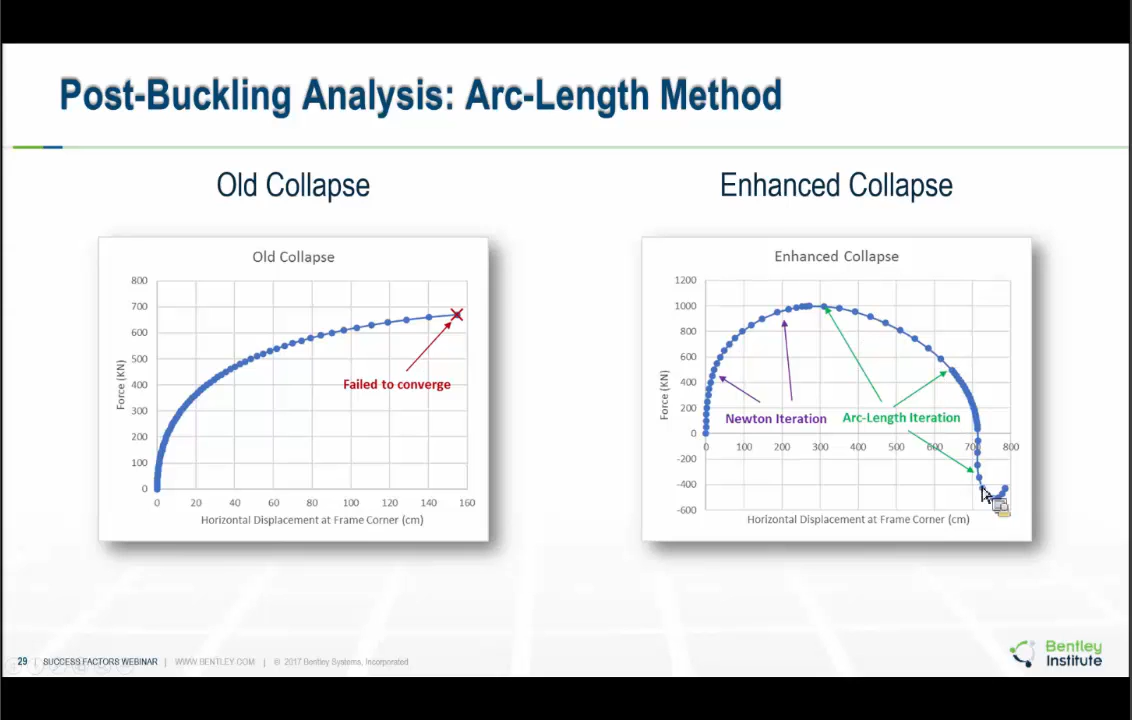 Post-Buckling Analysis: Arc-Length Method
Old Collapse
Enhanced Collapse
Old Collapse
800
700
600
500
400
300
200
100
0
Force (KN)
Failed to converge
0 20 40 60 80 100 120 140 160
Horizontal Displacement at Frame Corner (cm)
Enhanced Collapse
1200
1000
800
600
400
200
0
-200
-400
-600
Force (KN)
Newton Iteration
Arc-Length Iteration
0 100 200 300 400 500 600 700 800
Horizontal Displacement at Frame Corner (cm)
29 | SUCCESS FACTORS WEBINAR | WWW.BENTLEY.COM | © 2017 Bentley Systems, Incorporated
Bentley
Institute